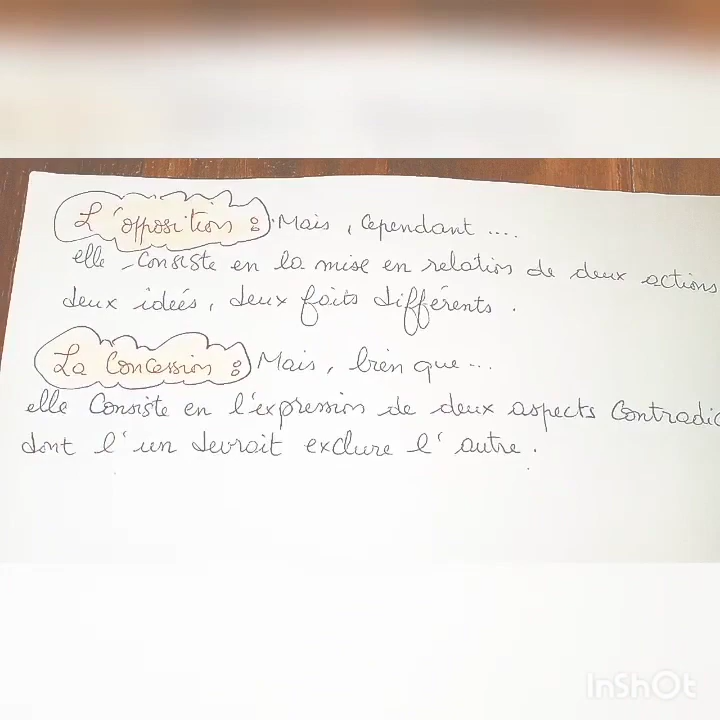 L'opposition : Mais, Cependant ....
elle Consiste en la mise en relation de deux actions
deux idées, deux faits différents.
La Concession : Mais, bien que ...
elle Consiste en l'expression de deux aspects Contradic
dont l'un devrait exclure l'autre.
InShOt